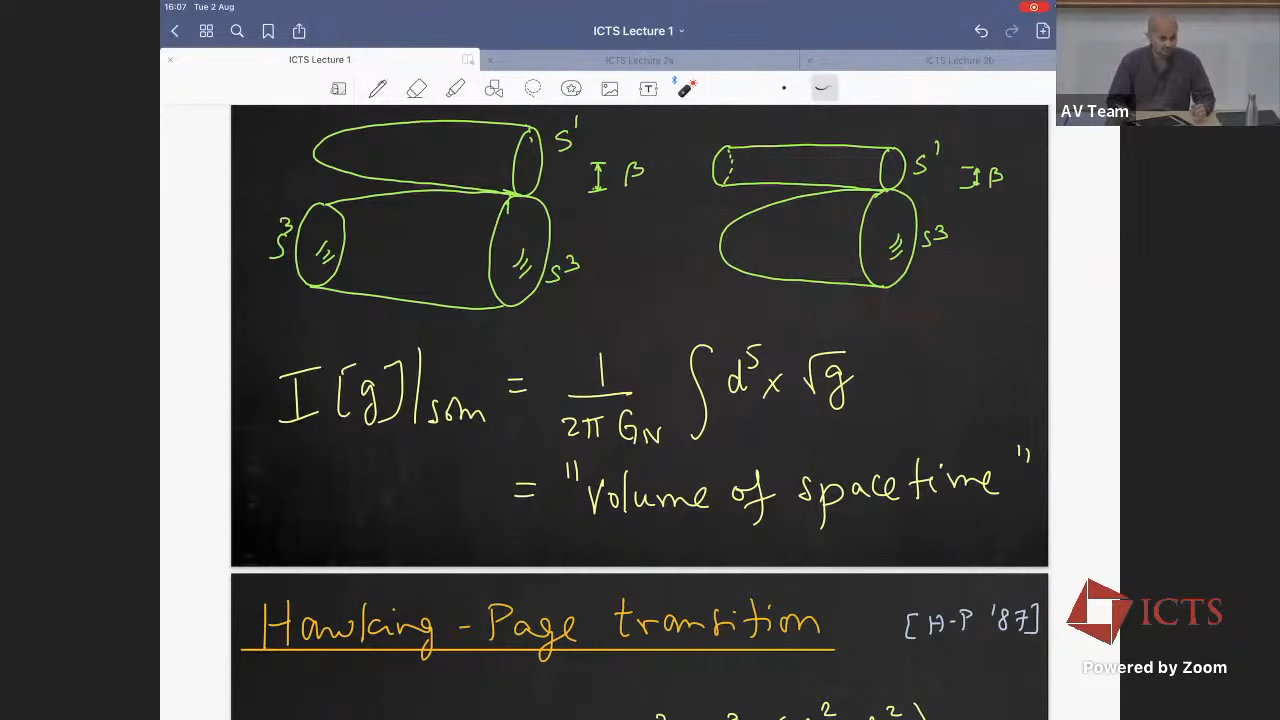 16:07 Tue 2 Aug
ICTS Lecture 1
ICTS Lecture 1
ICTS Lecture 2a
ICTS Lecture 2b
AV Team
S¹
I β
S³
S³
S¹
I β
S³
I[g]|som = 1/(2π G_N) ∫ d⁵x √g
= "Volume of spacetime"
Hawking - Page transition [H-P '87]
ICTS
Powered by Zoom